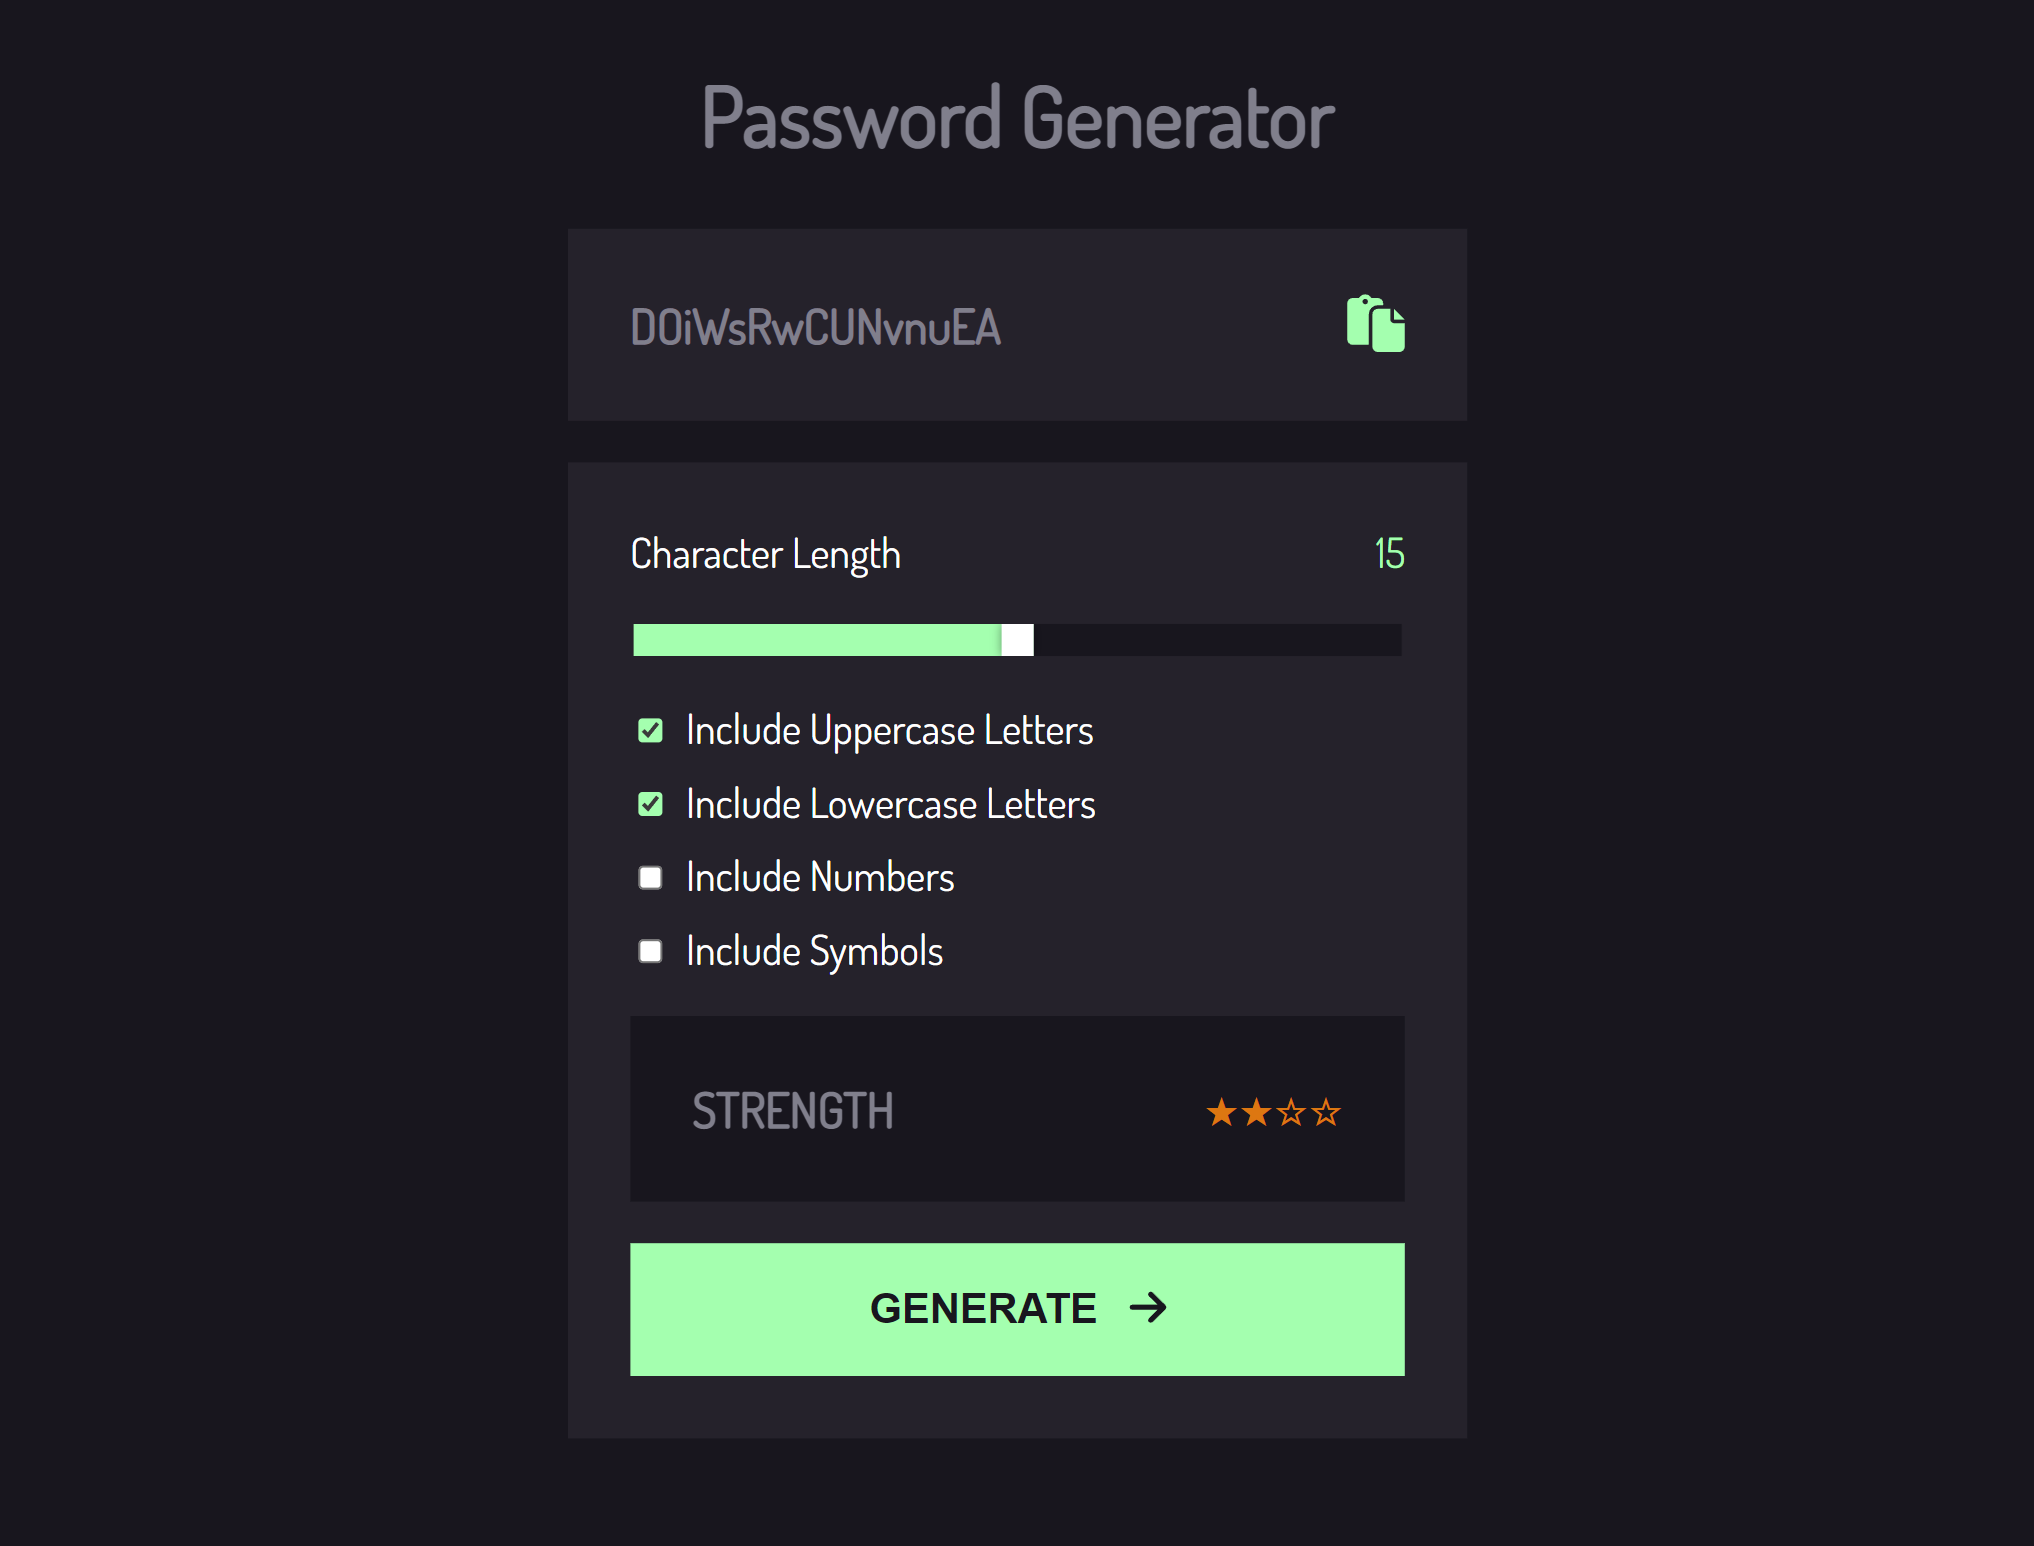 Password Generator
DOiWsRwCUNvnuEA
Character Length 15
Include Uppercase Letters
Include Lowercase Letters
Include Numbers
Include Symbols
STRENGTH ★★☆☆
GENERATE →